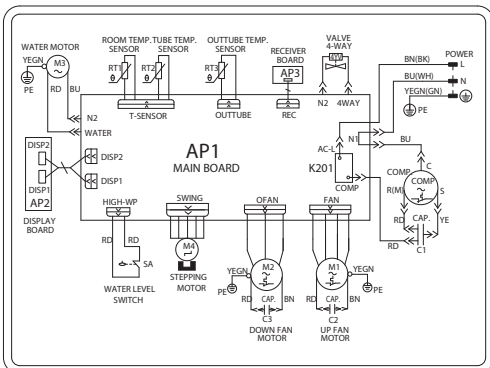 ROOM TEMP. TUBE TEMP. OUTTUBE TEMP. VALVE
SENSOR SENSOR SENSOR RECEIVER 4-WAY
BOARD
WATER MOTOR
YEGN M3
PE
RD BU
RT1 RT2 RT3
θ θ θ
AP3
4YV
BN(BK) POWER
L
BU(WH)
N
YEGN(GN)
PE
N2
WATER
T-SENSOR OUTTUBE REC N2 4WAY
AP1
MAIN BOARD
AC-L
K201
COMP
N1
BU
C
COMP.
COMP
R(M) S
RD CAP. YE
RD C1
DISP2
DISP1
AP2
DISPLAY
BOARD
DISP2
DISP1
HIGH-WP SWING OFAN FAN
RD RD
SA
WATER LEVEL
SWITCH
M4
STEPPING
MOTOR
YEGN M2 M1 YEGN
PE PE
RD CAP. BN RD CAP. BN
C3 C2
DOWN FAN UP FAN
MOTOR MOTOR